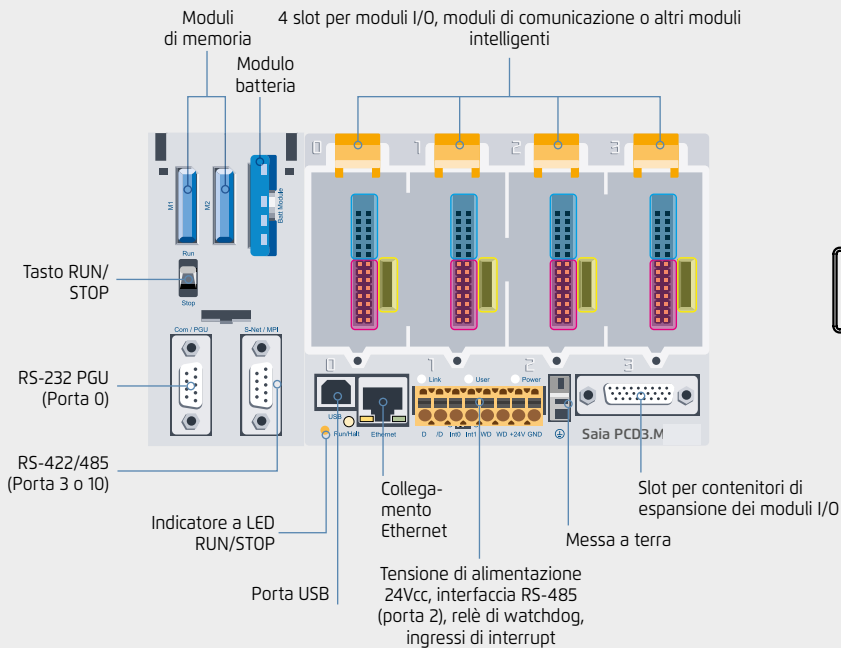 Moduli
di memoria
4 slot per moduli I/O, moduli di comunicazione o altri moduli
intelligenti
Modulo
batteria
0
1
2
3
M1
M2
Batt.Module
Run
Stop
Tasto RUN/
STOP
Com / PGU
S-Net / MPI
RS-232 PGU
(Porta 0)
RS-422/485
(Porta 3 o 10)
0
1
2
3
Link
User
Power
USB
Run/Halt
Ethernet
D /D Int0 Int1 WD WD +24V GND
Saia PCD3.M
Indicatore a LED
RUN/STOP
Porta USB
Collega-
mento
Ethernet
Tensione di alimentazione
24Vcc, interfaccia RS-485
(porta 2), relè di watchdog,
ingressi di interrupt
Messa a terra
Slot per contenitori di
espansione dei moduli I/O